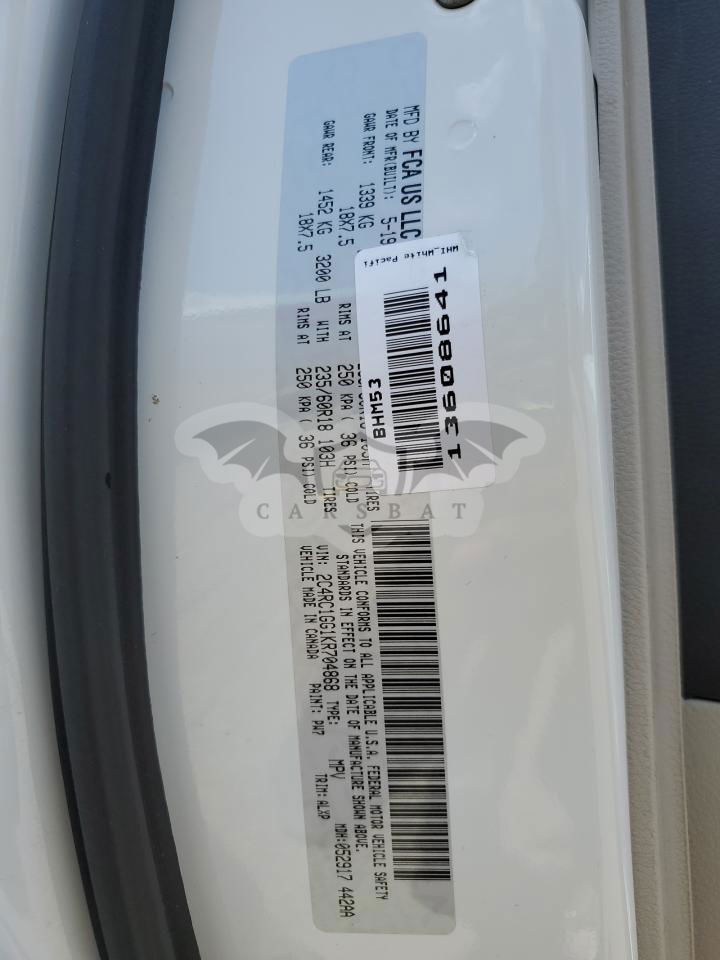 MFD BY FCA US LLC
DATE OF MFR(BUILT): 5-19
GAWR FRONT: 1339 KG
18X7.5 RIMS AT 250 KPA ( 36 PSI) COLD
GAWR REAR: 1452 KG 3200 LB WITH 235/60R18 103H TIRES
18X7.5 RIMS AT 250 KPA ( 36 PSI) COLD
WHI_White Pacifi
13608641
BHM53
THIS VEHICLE CONFORMS TO ALL APPLICABLE U.S.A. FEDERAL MOTOR VEHICLE SAFETY
STANDARDS IN EFFECT ON THE DATE OF MANUFACTURE SHOWN ABOVE.
VIN: 2C4RC1GG1KR704868 TYPE: MPV MDH:052917 442AA
VEHICLE MADE IN CANADA PAINT: PW7 TRIM: ALXP
CARSBAT